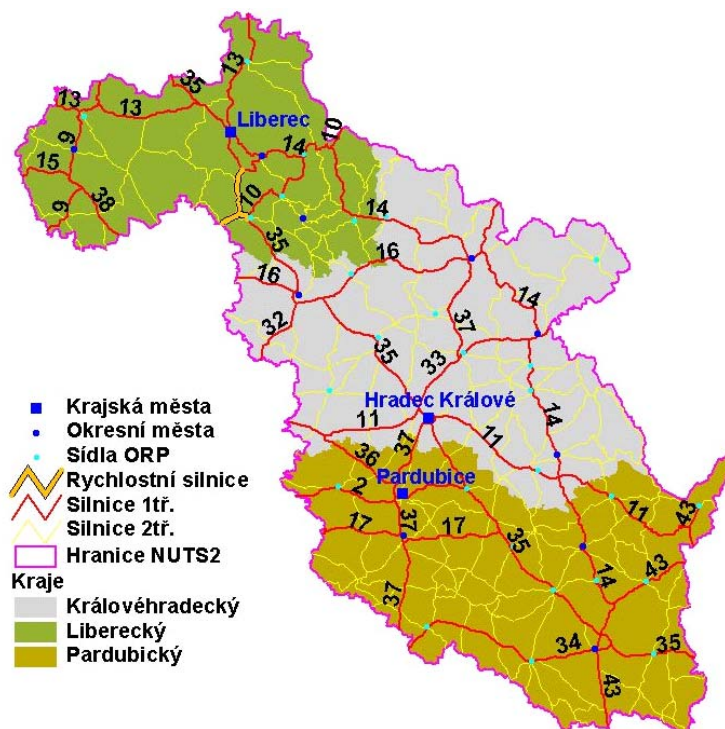 13
35
13
13
Liberec
9
14
10
15
10
9
38
14
35
16
16
14
32
37
35
33
Hradec Králové
11
14
37
11
36
Pardubice
2
11
43
17
37
17
35
14
43
37
34
35
43
Krajská města
Okresní města
Sídla ORP
Rychlostní silnice
Silnice 1tř.
Silnice 2tř.
Hranice NUTS2
Kraje
Královéhradecký
Liberecký
Pardubický